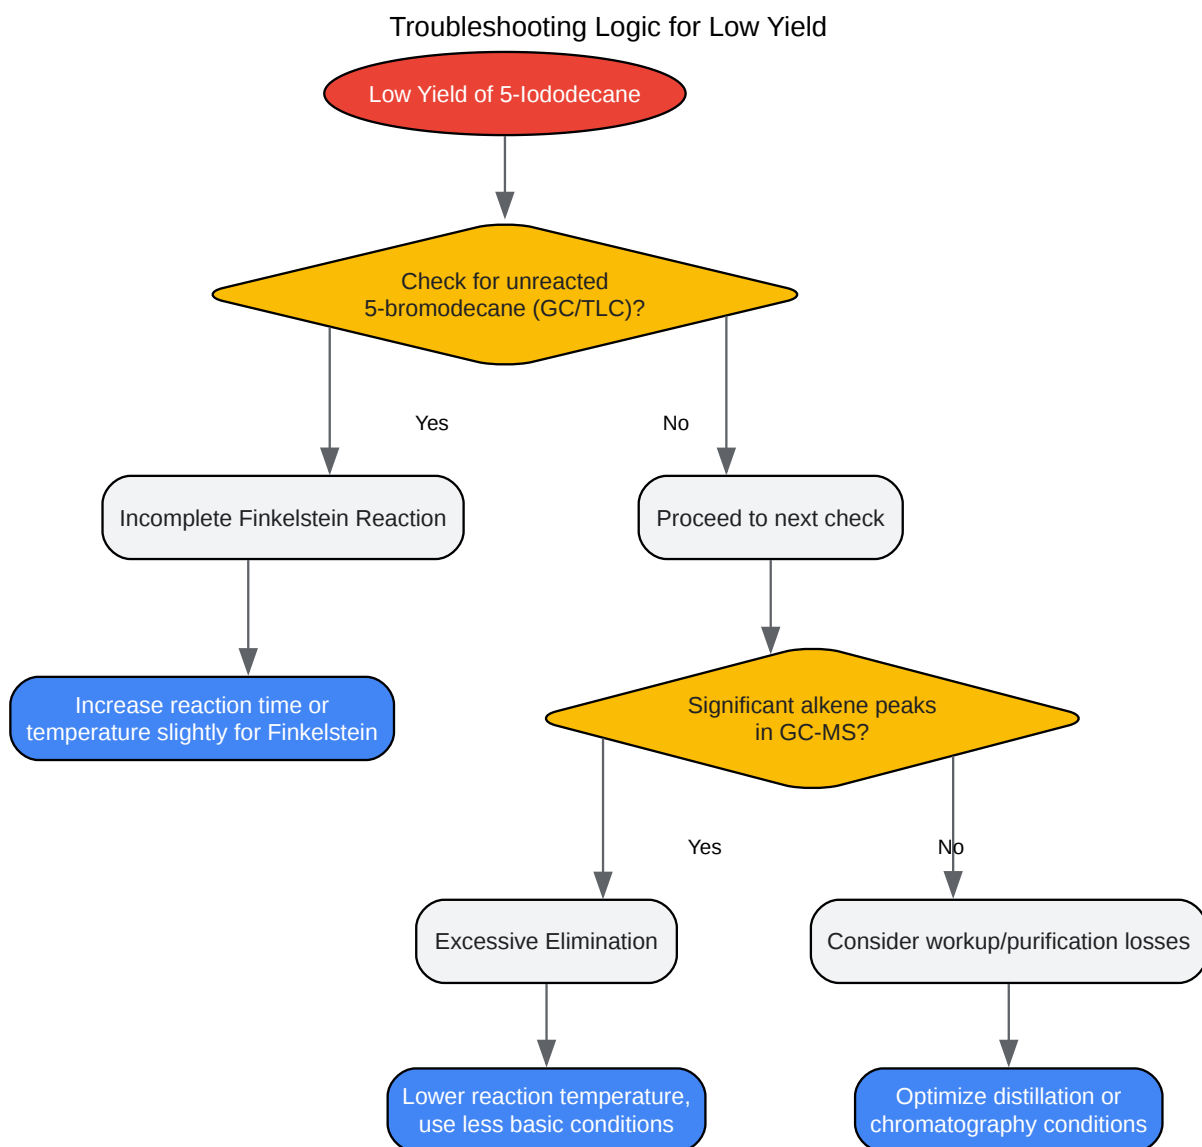 Troubleshooting Logic for Low Yield
Low Yield of 5-Iododecane
Check for unreacted
5-bromodecane (GC/TLC)?
Yes
No
Incomplete Finkelstein Reaction
Proceed to next check
Increase reaction time or
temperature slightly for Finkelstein
Significant alkene peaks
in GC-MS?
Yes
No
Excessive Elimination
Consider workup/purification losses
Lower reaction temperature,
use less basic conditions
Optimize distillation or
chromatography conditions